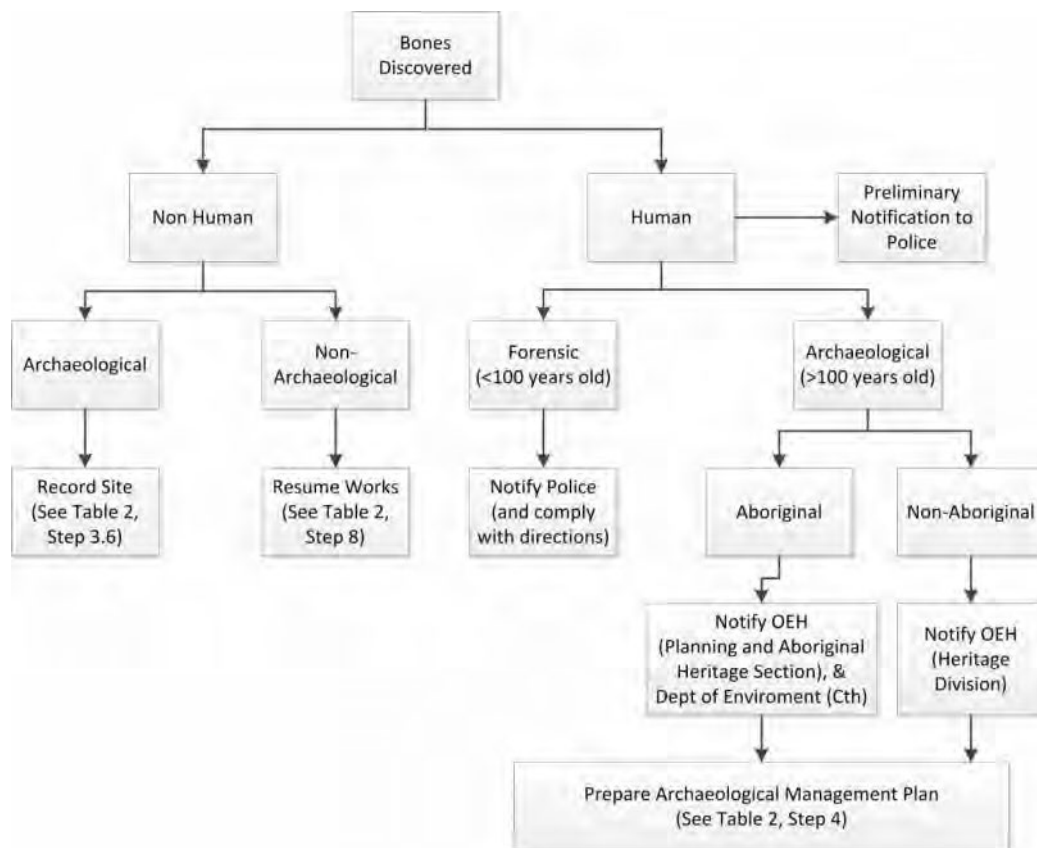 Bones
Discovered
Non Human
Human
Preliminary
Notification to
Police
Archaeological
Non-
Archaeological
Forensic
(<100 years old)
Archaeological
(>100 years old)
Record Site
(See Table 2,
Step 3.6)
Resume Works
(See Table 2,
Step 8)
Notify Police
(and comply
with directions)
Aboriginal
Non-Aboriginal
Notify OEH
(Planning and Aboriginal
Heritage Section), &
Dept of Enviroment (Cth)
Notify OEH
(Heritage
Division)
Prepare Archaeological Management Plan
(See Table 2, Step 4)